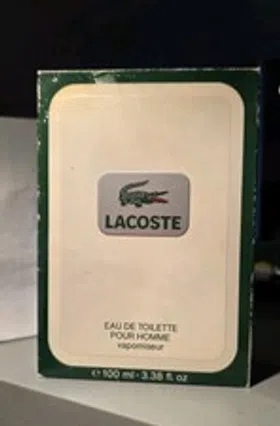 LACOSTE
EAU DE TOILETTE
POUR HOMME
vaporisateur
e 100 ml - 3.38 fl. oz